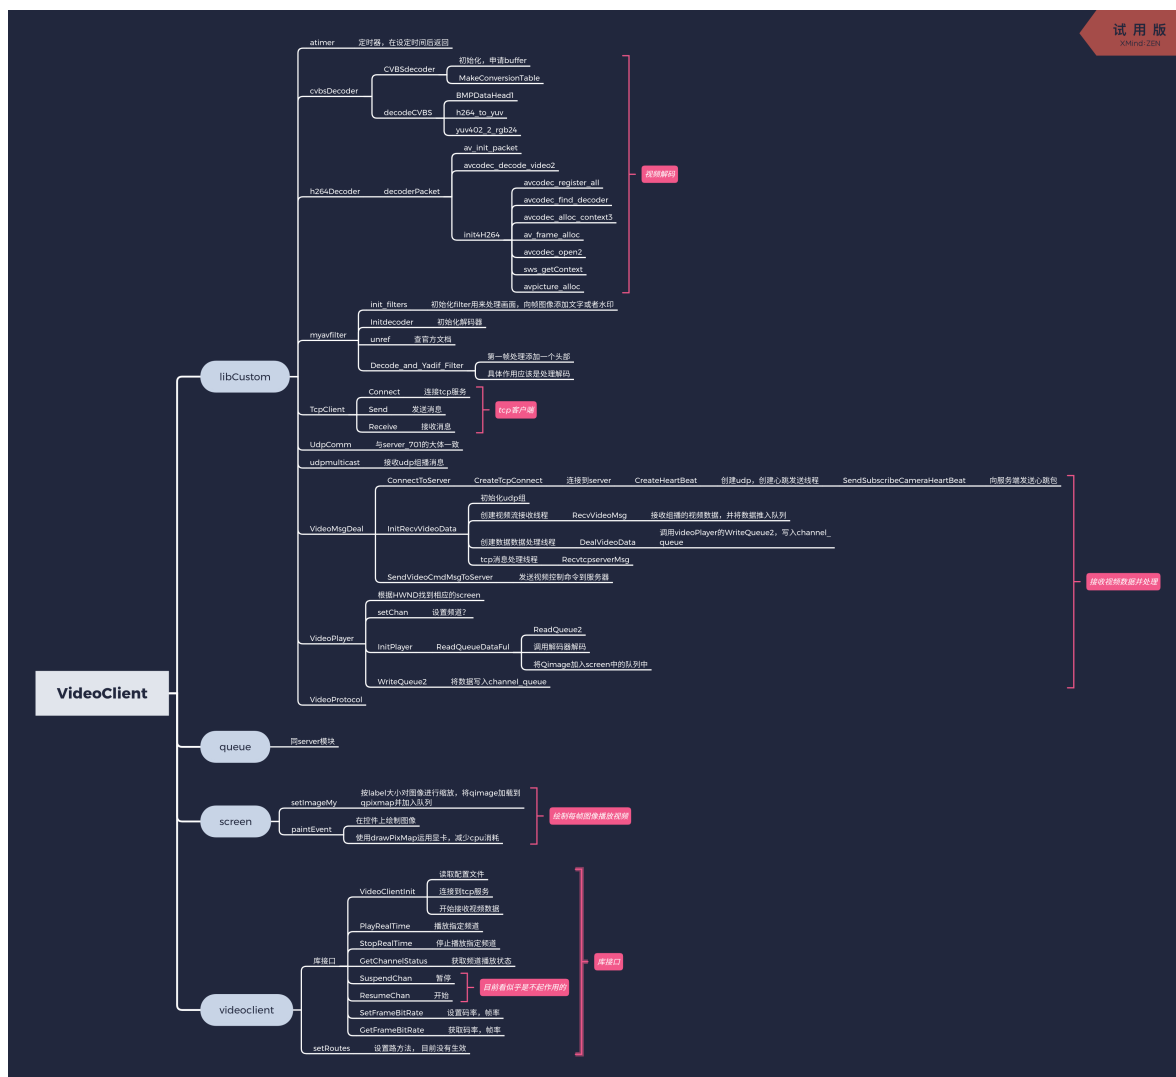 试用版
XMind:ZEN
VideoClient
libCustom
atimer
定时器，在设定时间后返回
cvbsDecoder
CVBSdecoder
初始化，申请buffer
MakeConversionTable
decodeCVBS
BMPDataHead1
h264_to_yuv
yuv402_2_rgb24
h264Decoder
decoderPacket
av_init_packet
avcodec_decode_video2
init4H264
avcodec_register_all
avcodec_find_decoder
avcodec_alloc_context3
av_frame_alloc
avcodec_open2
sws_getContext
avpicture_alloc
视频解码
myavfilter
init_filters
初始化filter用来处理画面，向帧图像添加文字或者水印
Initdecoder
初始化解码器
unref
查官方文档
Decode_and_Yadif_Filter
第一帧处理添加一个头部
具体作用应该是处理解码
TcpClient
Connect
连接tcp服务
Send
发送消息
Receive
接收消息
tcp客户端
UdpComm
与server_701的大体一致
udpmulticast
接收udp组播消息
VideoMsgDeal
ConnectToServer
CreateTcpConnect
连接到server
CreateHeartBeat
创建udp，创建心跳发送线程
SendSubscribeCameraHeartBeat
向服务端发送心跳包
InitRecvVideoData
初始化udp组
创建视频流接收线程
RecvVideoMsg
接收组播的视频数据，并将数据推入队列
创建数据数据处理线程
DealVideoData
调用videoPlayer的WriteQueue2，写入channel_
queue
tcp消息处理线程
RecvtcpserverMsg
SendVideoCmdMsgToServer
发送视频控制命令到服务器
VideoPlayer
根据HWND找到相应的screen
setChan
设置频道？
InitPlayer
ReadQueueDataFul
ReadQueue2
调用解码器解码
将Qimage加入screen中的队列中
WriteQueue2
将数据写入channel_queue
接收视频数据并处理
VideoProtocol
queue
同server模块
screen
setImageMy
按label大小对图像进行缩放，将qimage加载到
qpixmap并加入队列
paintEvent
在控件上绘制图像
使用drawPixMap运用显卡，减少cpu消耗
绘制每帧图像播放视频
videoclient
库接口
VideoClientInit
读取配置文件
连接到tcp服务
开始接收视频数据
PlayRealTime
播放指定频道
StopRealTime
停止播放指定频道
GetChannelStatus
获取频道播放状态
SuspendChan
暂停
ResumeChan
开始
目前看似乎是不起作用的
SetFrameBitRate
设置码率，帧率
GetFrameBitRate
获取码率，帧率
库接口
setRoutes
设置路方法， 目前没有生效